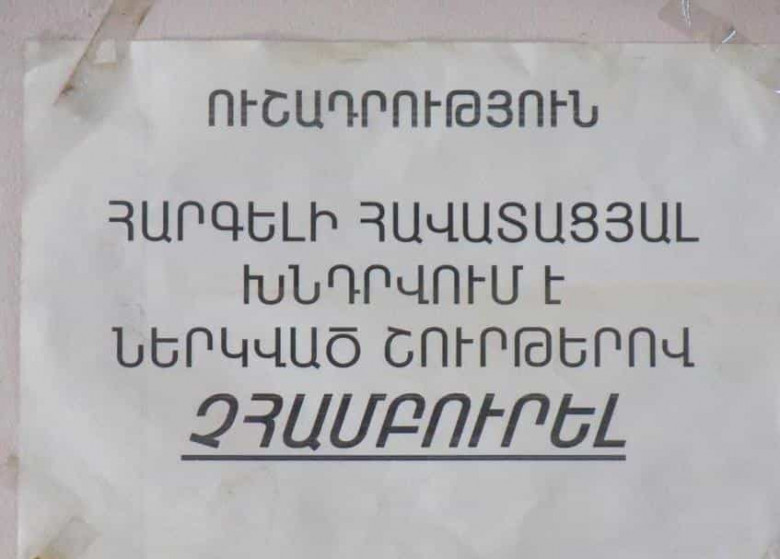 ՈՒՇԱԴՐՈՒԹՅՈՒՆ
ՀԱՐԳԵԼԻ ՀԱՎԱՏԱՑՅԱԼ
ԽՆԴՐՎՈՒՄ Է
ՆԵՐԿՎԱԾ ՇՈՒՐԹԵՐՈՎ
ՉՀԱՄԲՈՒՐԵԼ